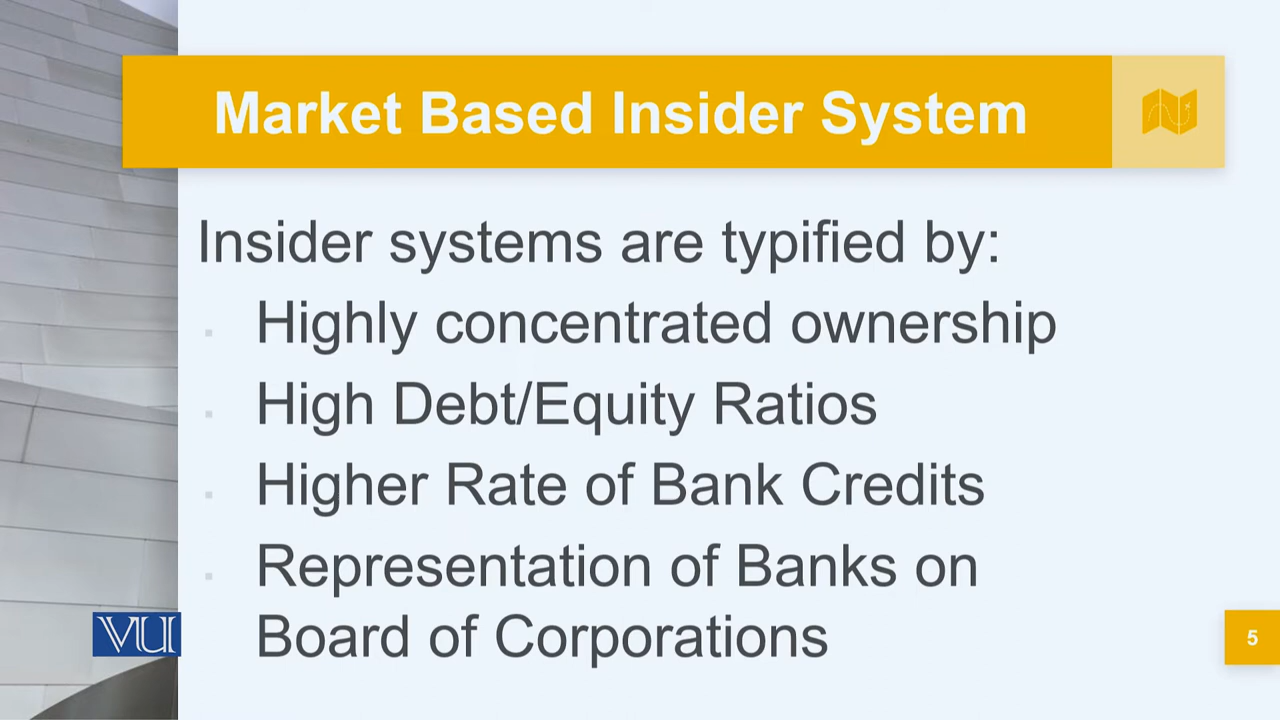 Market Based Insider System
Insider systems are typified by:
Highly concentrated ownership
High Debt/Equity Ratios
Higher Rate of Bank Credits
Representation of Banks on
Board of Corporations
VU
5